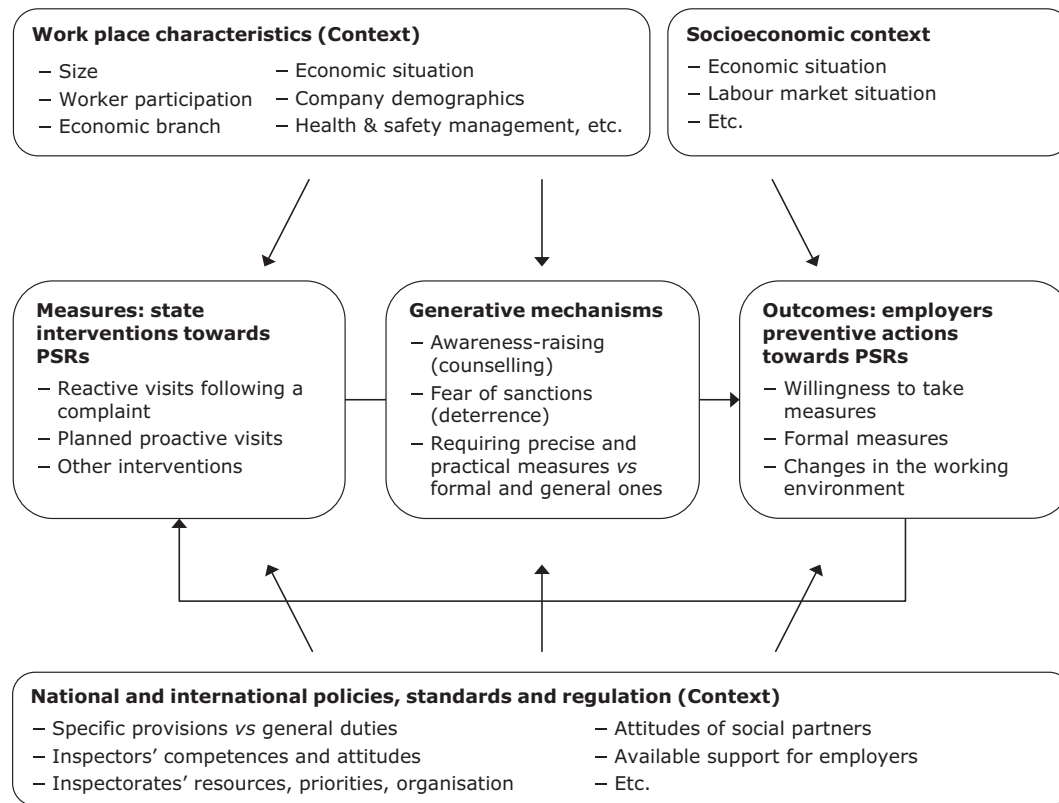 Work place characteristics (Context)
– Size
– Worker participation
– Economic branch
– Economic situation
– Company demographics
– Health & safety management, etc.
Socioeconomic context
– Economic situation
– Labour market situation
– Etc.
Measures: state
interventions towards
PSRs
– Reactive visits following a
complaint
– Planned proactive visits
– Other interventions
Generative mechanisms
– Awareness-raising
(counselling)
– Fear of sanctions
(deterrence)
– Requiring precise and
practical measures vs
formal and general ones
Outcomes: employers
preventive actions
towards PSRs
– Willingness to take
measures
– Formal measures
– Changes in the working
environment
National and international policies, standards and regulation (Context)
– Specific provisions vs general duties
– Inspectors’ competences and attitudes
– Inspectorates’ resources, priorities, organisation
– Attitudes of social partners
– Available support for employers
– Etc.